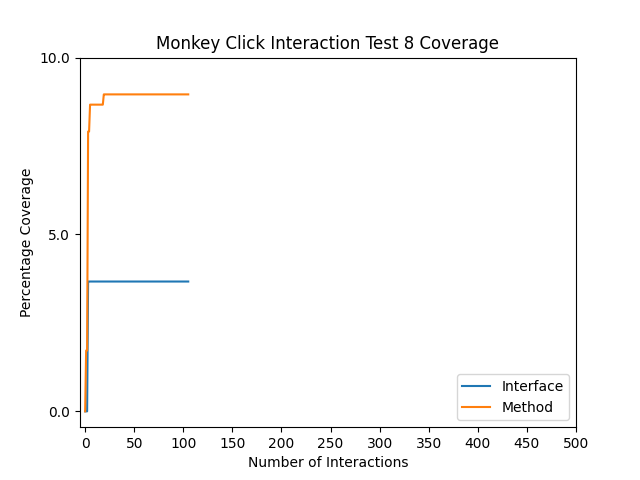 Monkey Click Interaction Test 8 Coverage
10.0
5.0
0.0
Percentage Coverage
Interface
Method
0 50 100 150 200 250 300 350 400 450 500
Number of Interactions